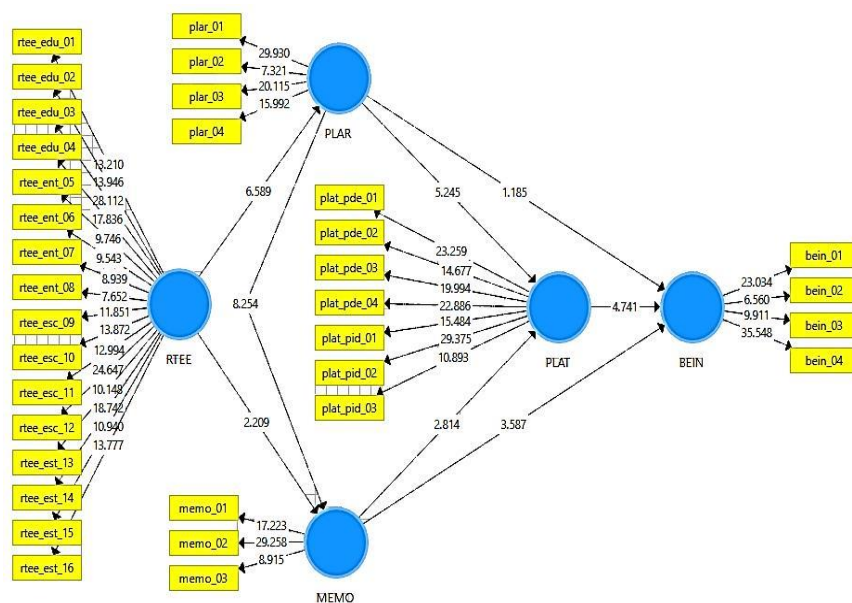 rtee_edu_01
rtee_edu_02
rtee_edu_03
rtee_edu_04
rtee_ent_05
rtee_ent_06
rtee_ent_07
rtee_ent_08
rtee_esc_09
rtee_esc_10
rtee_esc_11
rtee_esc_12
rtee_est_13
rtee_est_14
rtee_est_15
rtee_est_16
13.210
13.946
28.112
17.836
9.746
9.543
8.939
7.652
11.851
13.872
12.994
24.647
10.148
18.742
10.940
13.777
RTEE
plar_01
plar_02
plar_03
plar_04
29.930
7.321
20.115
15.992
PLAR
6.589
8.254
2.209
memo_01
memo_02
memo_03
17.223
29.258
8.915
MEMO
plat_pde_01
plat_pde_02
plat_pde_03
plat_pde_04
plat_pid_01
plat_pid_02
plat_pid_03
23.259
14.677
19.994
22.886
15.484
29.375
10.893
PLAT
5.245
1.185
4.741
2.814
3.587
BEIN
23.034
6.560
9.911
35.548
bein_01
bein_02
bein_03
bein_04